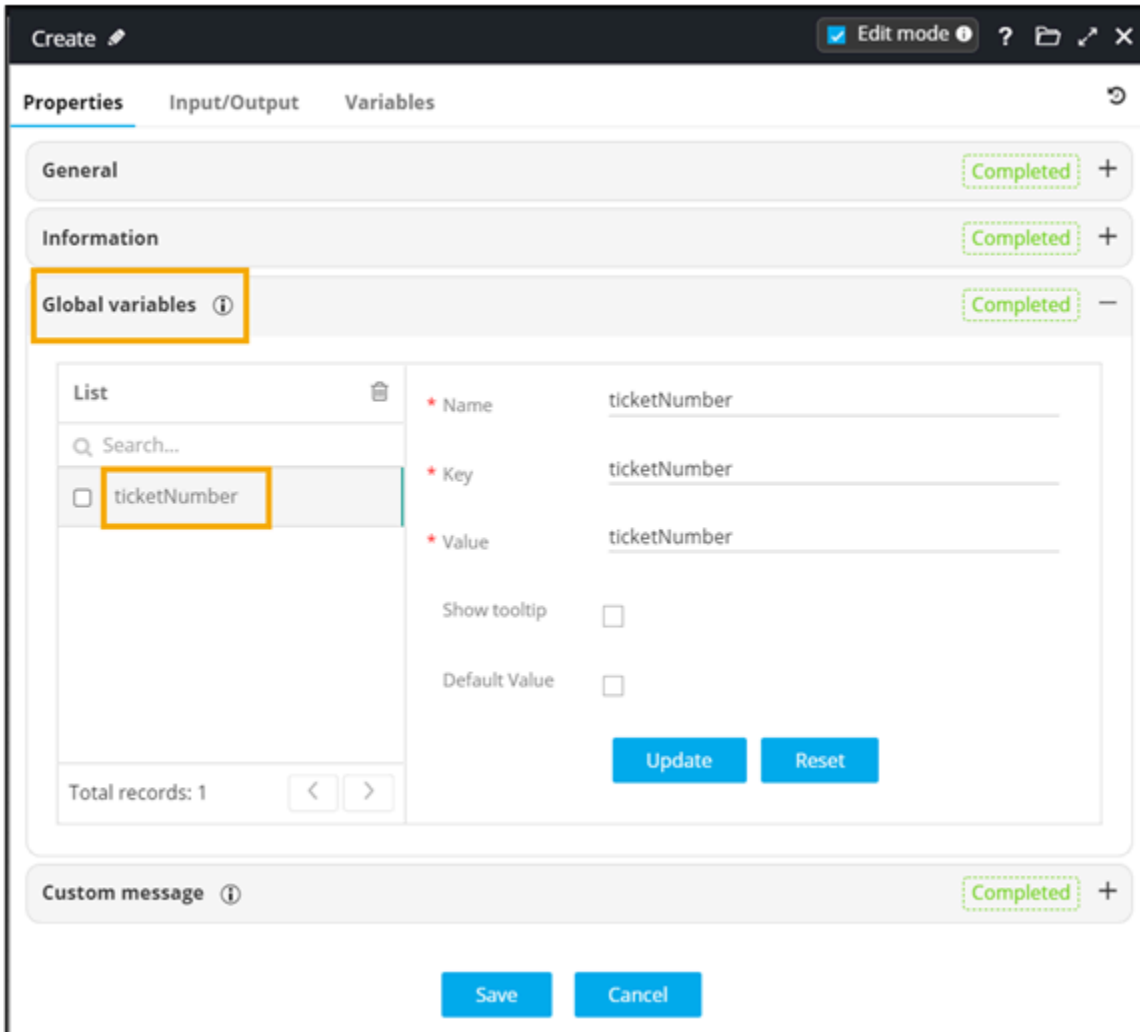 Create Edit mode ?
Properties Input/Output Variables
General Completed
Information Completed
Global variables Completed
List
Search...
ticketNumber
Total records: 1
* Name ticketNumber
* Key ticketNumber
* Value ticketNumber
Show tooltip
Default Value
Update Reset
Custom message Completed
Save Cancel